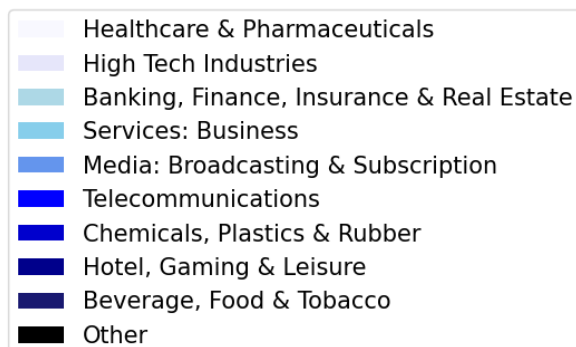 Healthcare & Pharmaceuticals
High Tech Industries
Banking, Finance, Insurance & Real Estate
Services: Business
Media: Broadcasting & Subscription
Telecommunications
Chemicals, Plastics & Rubber
Hotel, Gaming & Leisure
Beverage, Food & Tobacco
Other